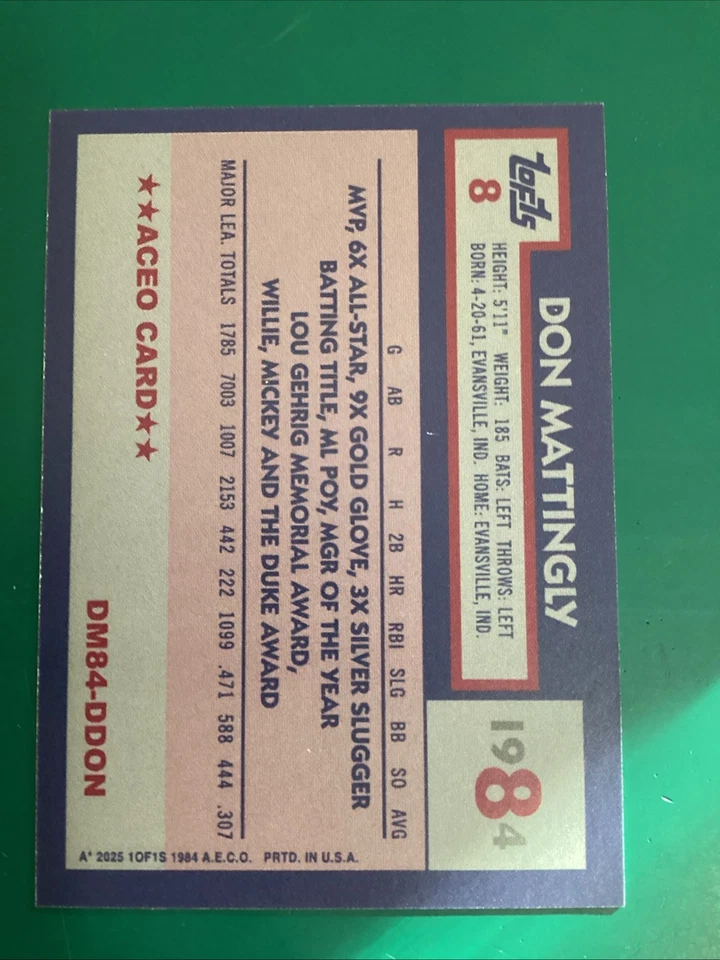 1of1s
8
DON MATTINGLY
HEIGHT: 5'11" WEIGHT: 185 BATS: LEFT THROWS: LEFT
BORN: 4-20-61, EVANSVILLE, IND. HOME: EVANSVILLE, IND.
1984
G AB R H 2B HR RBI SLG BB SO AVG
MVP, 6X ALL-STAR, 9X GOLD GLOVE, 3X SILVER SLUGGER
BATTING TITLE, ML POY, MGR OF THE YEAR
LOU GEHRIG MEMORIAL AWARD,
WILLIE, MICKEY AND THE DUKE AWARD
MAJOR LEA. TOTALS 1785 7003 1007 2153 442 222 1099 .471 588 444 .307
★★ACEO CARD★★
DM84-DDON
A* 2025 1OF1S 1984 A.E.C.O. PRTD. IN U.S.A.